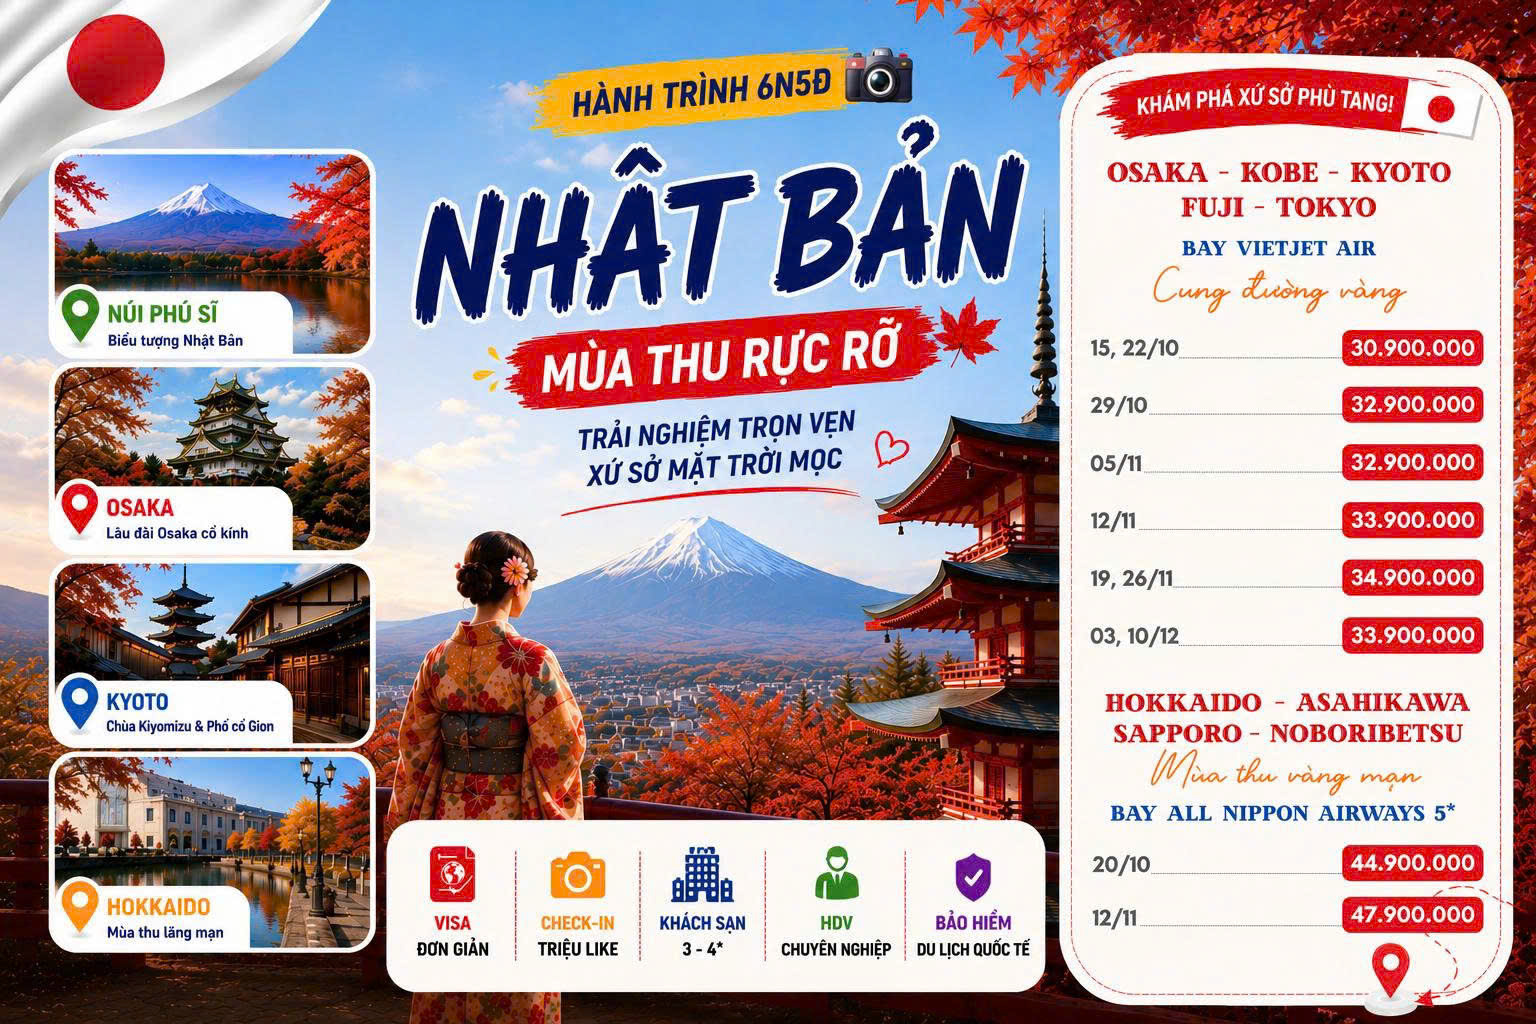 HÀNH TRÌNH 6N5Đ
NHẬT BẢN
MÙA THU RỰC RỠ
TRẢI NGHIỆM TRỌN VẸN
XỨ SỞ MẶT TRỜI MỌC
NÚI PHÚ SĨ
Biểu tượng Nhật Bản
OSAKA
Lâu đài Osaka cổ kính
KYOTO
Chùa Kiyomizu & Phố cổ Gion
HOKKAIDO
Mùa thu lãng mạn
VISA
ĐƠN GIẢN
CHECK-IN
TRIỆU LIKE
KHÁCH SẠN
3 - 4*
HDV
CHUYÊN NGHIỆP
BẢO HIỂM
DU LỊCH QUỐC TẾ
KHÁM PHÁ XỨ SỞ PHÙ TANG!
OSAKA - KOBE - KYOTO
FUJI - TOKYO
BAY VIETJET AIR
Cung đường vàng
15, 22/10 30.900.000
29/10 32.900.000
05/11 32.900.000
12/11 33.900.000
19, 26/11 34.900.000
03, 10/12 33.900.000
HOKKAIDO - ASAHIKAWA
SAPPORO - NOBORIBETSU
Mùa thu vàng mạn
BAY ALL NIPPON AIRWAYS 5*
20/10 44.900.000
12/11 47.900.000